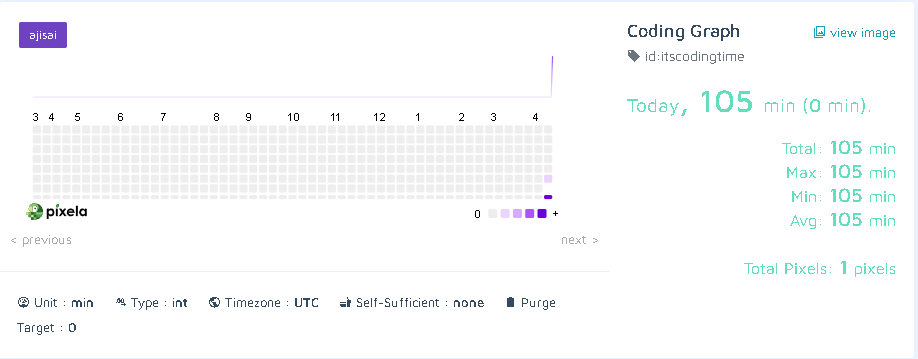 ajisai
3 4 5 6 7 8 9 10 11 12 1 2 3 4
pixela
0 +
< previous next >
Unit : min Type : int Timezone : UTC Self-Sufficient : none Purge
Target : 0
Coding Graph view image
id:itscodingtime
Today, 105 min (0 min).
Total: 105 min
Max: 105 min
Min: 105 min
Avg: 105 min
Total Pixels: 1 pixels